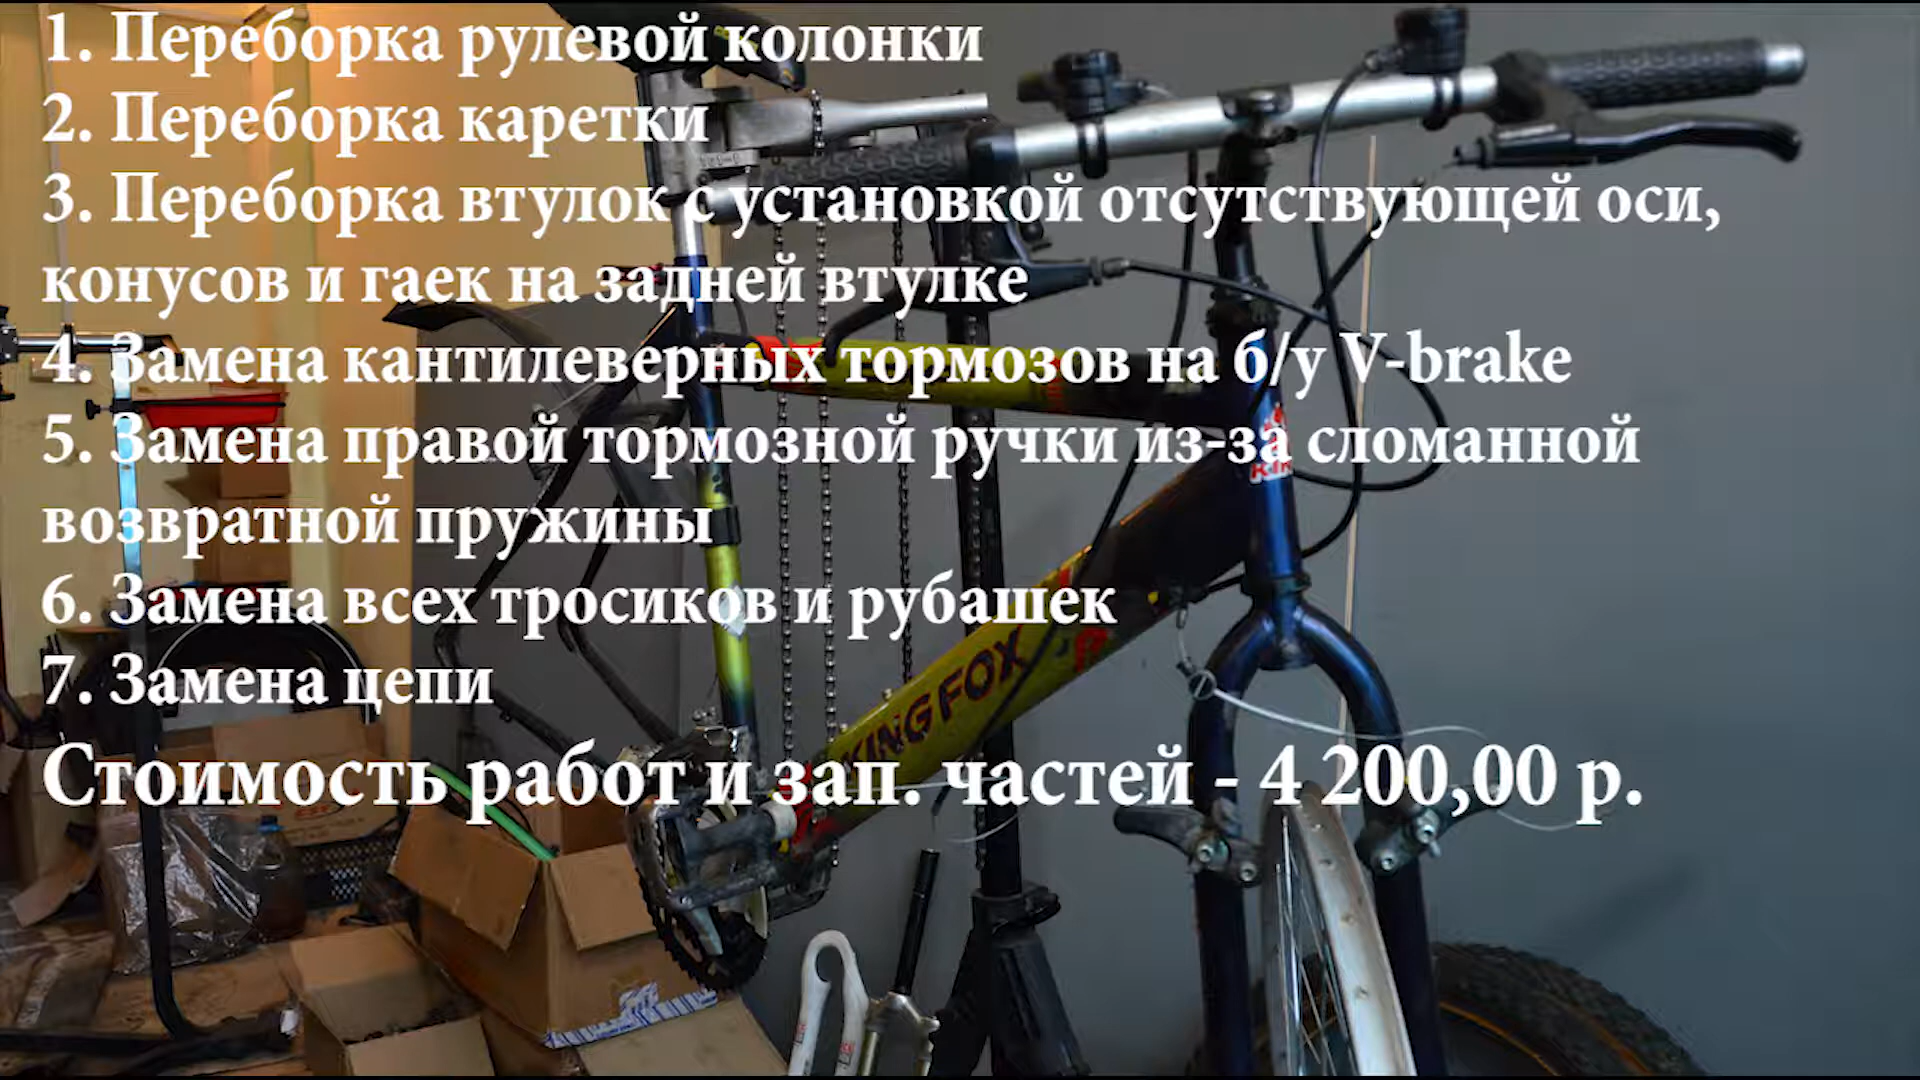 1. Переборка рулевой колонки
2. Переборка каретки
3. Переборка втулок с установкой отсутствующей оси,
конусов и гаек на задней втулке
4. Замена кантилеверных тормозов на б/у V-brake
5. Замена правой тормозной ручки из-за сломанной
возвратной пружины
6. Замена всех тросиков и рубашек
7. Замена цепи
Стоимость работ и зап. частей - 4 200,00 р.
KING FOX